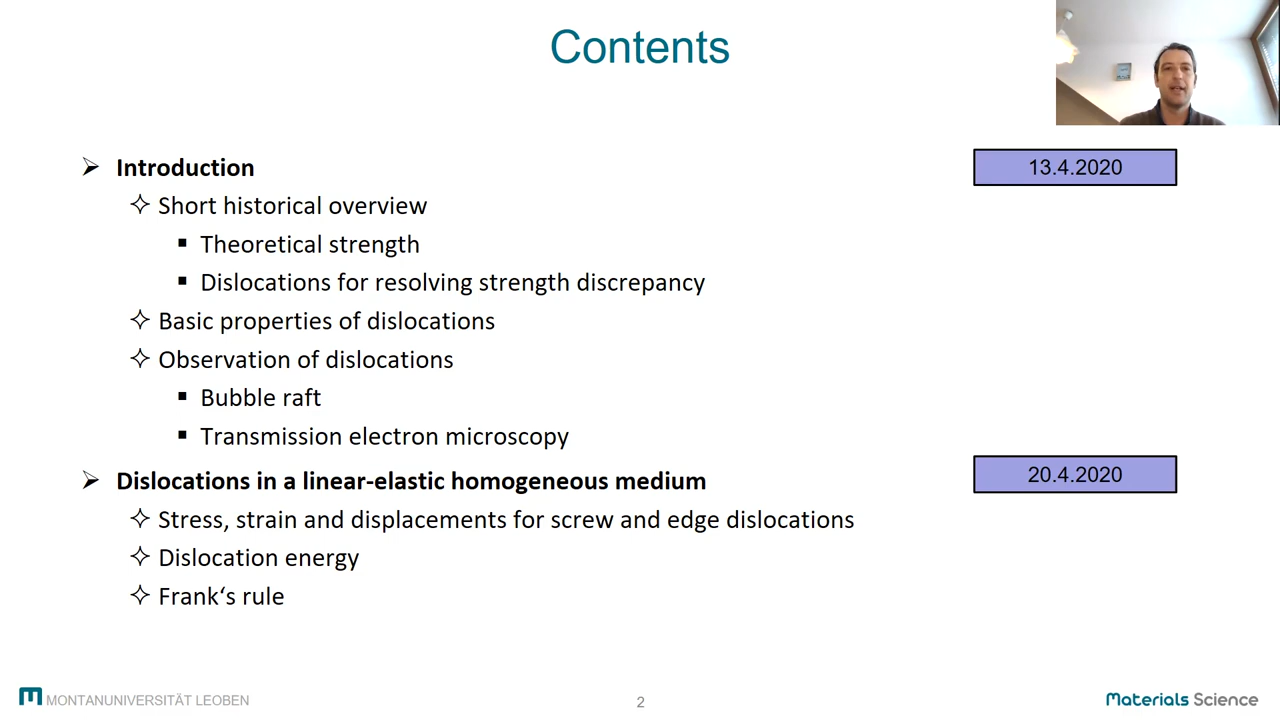 Contents
Introduction
13.4.2020
Short historical overview
Theoretical strength
Dislocations for resolving strength discrepancy
Basic properties of dislocations
Observation of dislocations
Bubble raft
Transmission electron microscopy
Dislocations in a linear-elastic homogeneous medium
20.4.2020
Stress, strain and displacements for screw and edge dislocations
Dislocation energy
Frank‘s rule
MONTANUNIVERSITÄT LEOBEN
2
Materials Science